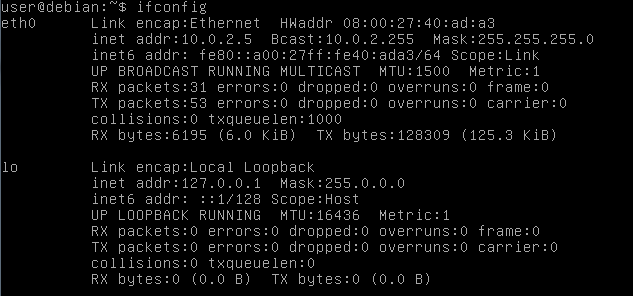 user@debian:~$ ifconfig
eth0      Link encap:Ethernet  HWaddr 08:00:27:40:ad:a3
          inet addr:10.0.2.5  Bcast:10.0.2.255  Mask:255.255.255.0
          inet6 addr: fe80::a00:27ff:fe40:ada3/64 Scope:Link
          UP BROADCAST RUNNING MULTICAST  MTU:1500  Metric:1
          RX packets:31 errors:0 dropped:0 overruns:0 frame:0
          TX packets:53 errors:0 dropped:0 overruns:0 carrier:0
          collisions:0 txqueuelen:1000
          RX bytes:6195 (6.0 KiB)  TX bytes:128309 (125.3 KiB)

lo        Link encap:Local Loopback
          inet addr:127.0.0.1  Mask:255.0.0.0
          inet6 addr: ::1/128 Scope:Host
          UP LOOPBACK RUNNING  MTU:16436  Metric:1
          RX packets:0 errors:0 dropped:0 overruns:0 frame:0
          TX packets:0 errors:0 dropped:0 overruns:0 carrier:0
          collisions:0 txqueuelen:0
          RX bytes:0 (0.0 B)  TX bytes:0 (0.0 B)